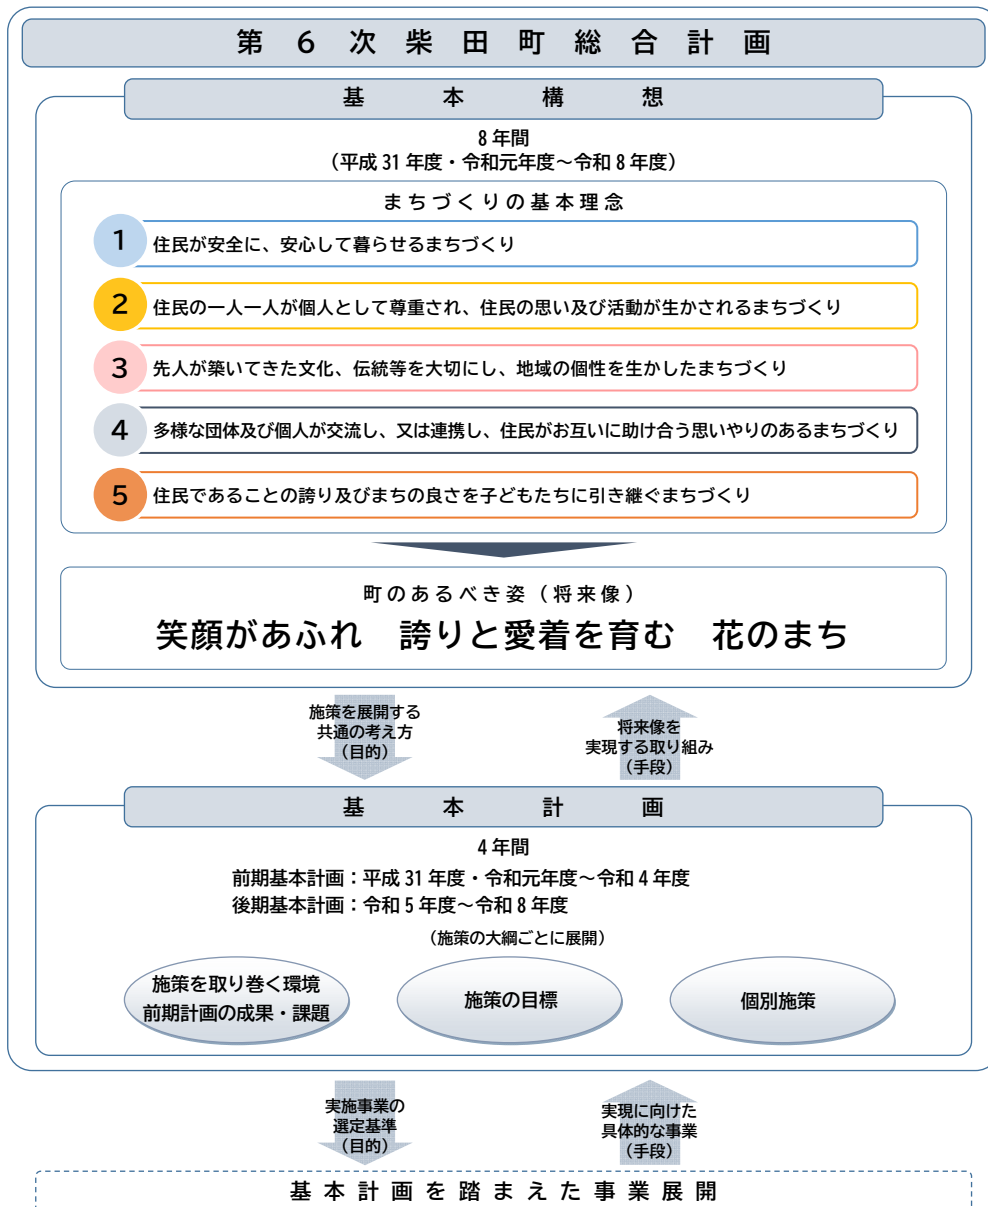 第6次柴田町総合計画
基本構想
8年間
（平成31年度・令和元年度～令和8年度）
まちづくりの基本理念
1 住民が安全に、安心して暮らせるまちづくり
2 住民の一人一人が個人として尊重され、住民の思い及び活動が生かされるまちづくり
3 先人が築いてきた文化、伝統等を大切にし、地域の個性を生かしたまちづくり
4 多様な団体及び個人が交流し、又は連携し、住民がお互いに助け合う思いやりのあるまちづくり
5 住民であることの誇り及びまちの良さを子どもたちに引き継ぐまちづくり
町のあるべき姿（将来像）
笑顔があふれ　誇りと愛着を育む　花のまち
施策を展開する
共通の考え方
（目的）
将来像を
実現する取り組み
（手段）
基本計画
4年間
前期基本計画：平成31年度・令和元年度～令和4年度
後期基本計画：令和5年度～令和8年度
（施策の大綱ごとに展開）
施策を取り巻く環境
前期計画の成果・課題
施策の目標
個別施策
実施事業の
選定基準
（目的）
実現に向けた
具体的な事業
（手段）
基本計画を踏まえた事業展開